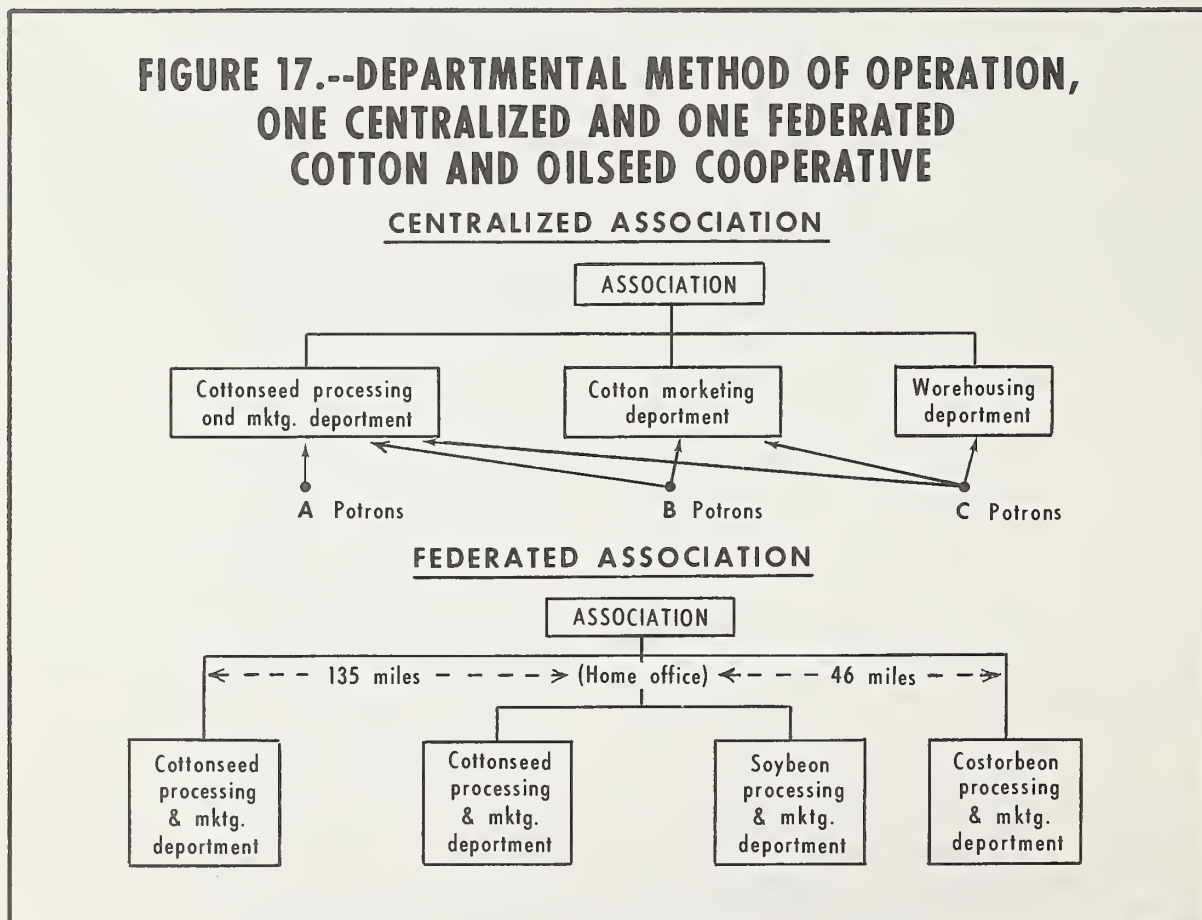 FIGURE 17.--DEPARTMENTAL METHOD OF OPERATION,
ONE CENTRALIZED AND ONE FEDERATED
COTTON AND OILSEED COOPERATIVE
CENTRALIZED ASSOCIATION
ASSOCIATION
Cottonseed processing
ond mktg. deportment
Cotton morketing
deportment
Worehousing
deportment
A Potrons
B Potrons
C Potrons
FEDERATED ASSOCIATION
ASSOCIATION
135 miles (Home office) 46 miles
Cottonseed
processing
& mktg.
deportment
Cottonseed
processing
& mktg.
deportment
Soybeon
processing
& mktg.
deportment
Costorbeon
processing
& mktg.
deportment